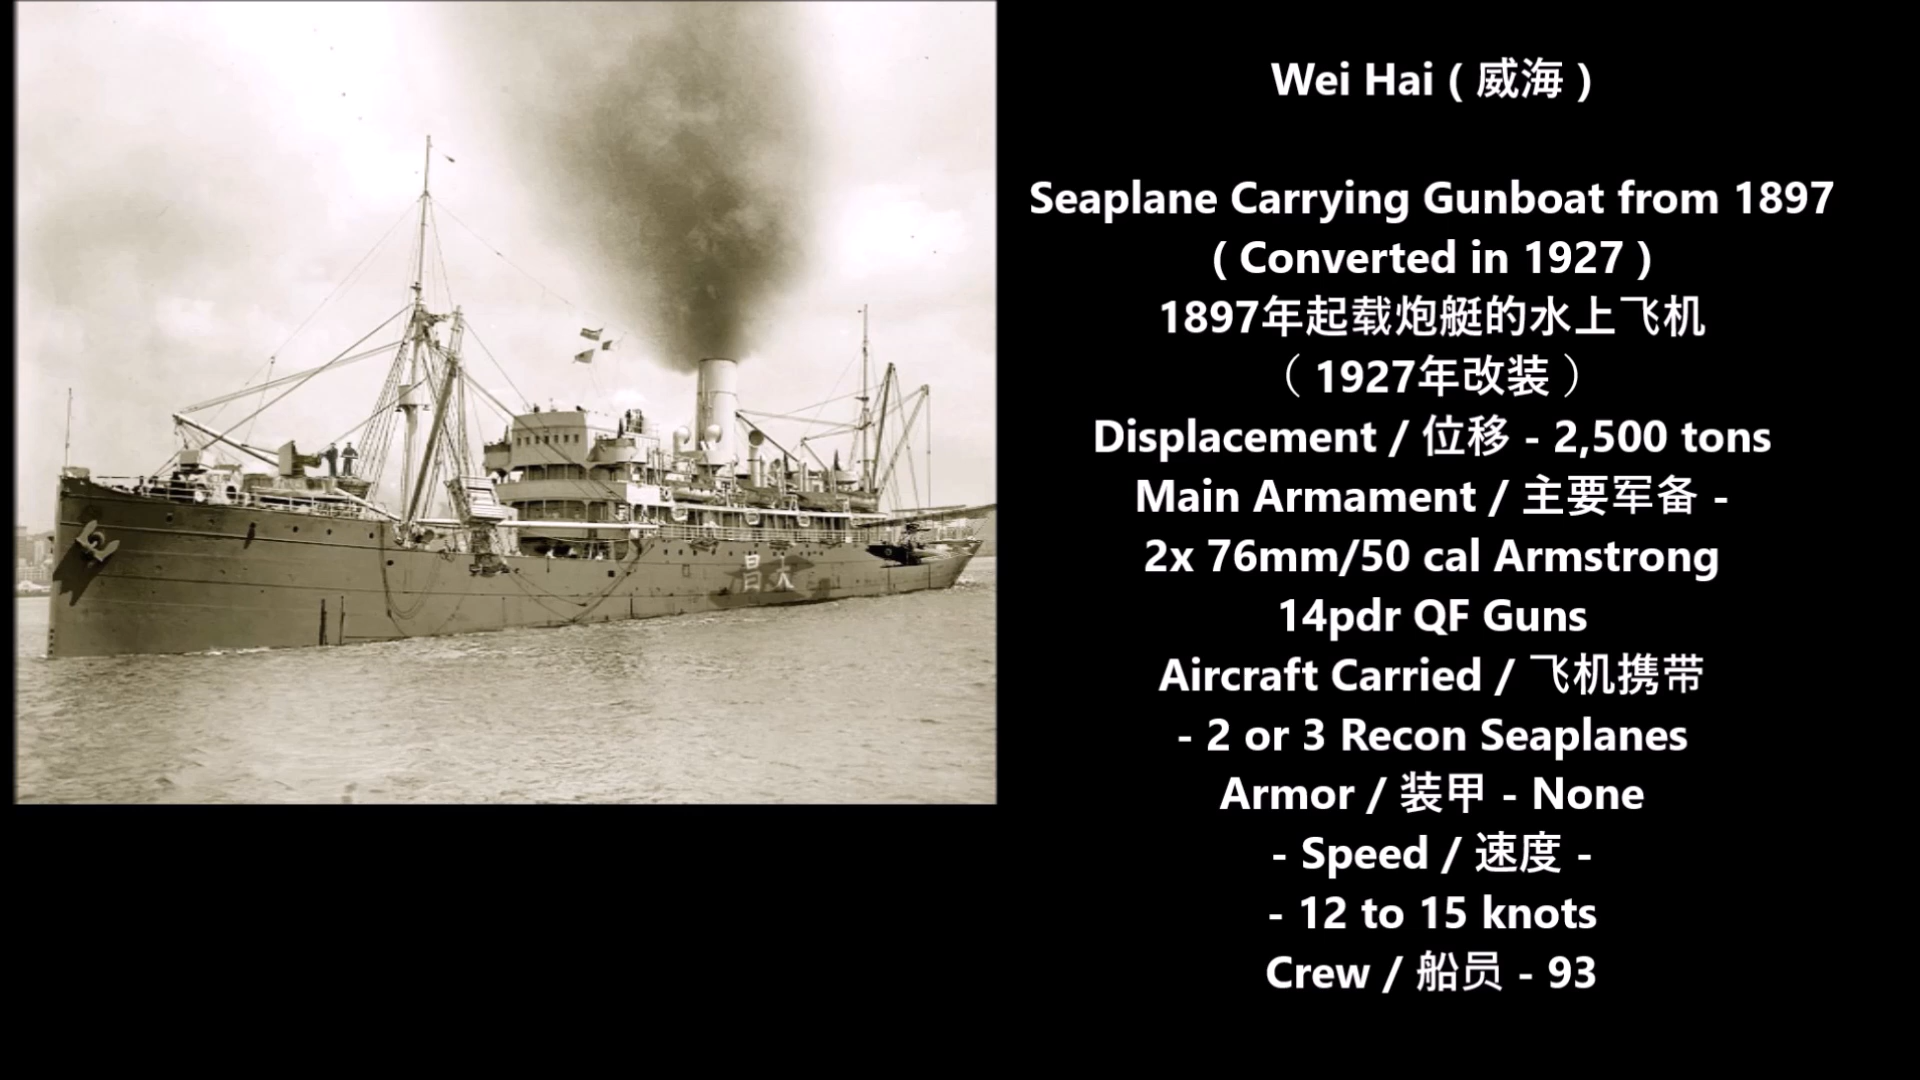 Wei Hai ( 威海 )
Seaplane Carrying Gunboat from 1897
( Converted in 1927 )
1897年起载炮艇的水上飞机
（ 1927年改装 ）
Displacement / 位移 - 2,500 tons
Main Armament / 主要军备 -
2x 76mm/50 cal Armstrong
14pdr QF Guns
Aircraft Carried / 飞机携带
- 2 or 3 Recon Seaplanes
Armor / 装甲 - None
- Speed / 速度 -
- 12 to 15 knots
Crew / 船员 - 93
昌大